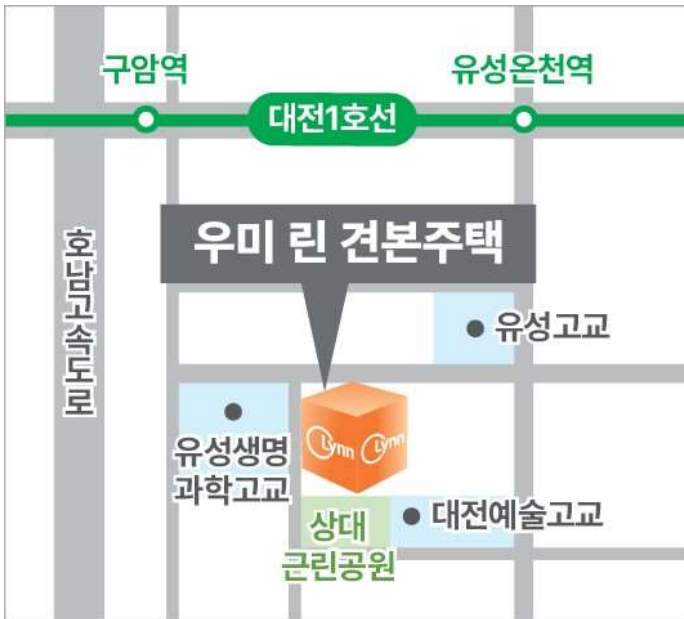 구암역
유성온천역
대전1호선
우미 린 견본주택
호남고속도로
유성고교
Lynn Lynn
유성생명
과학고교
대전예술고교
상대
근린공원